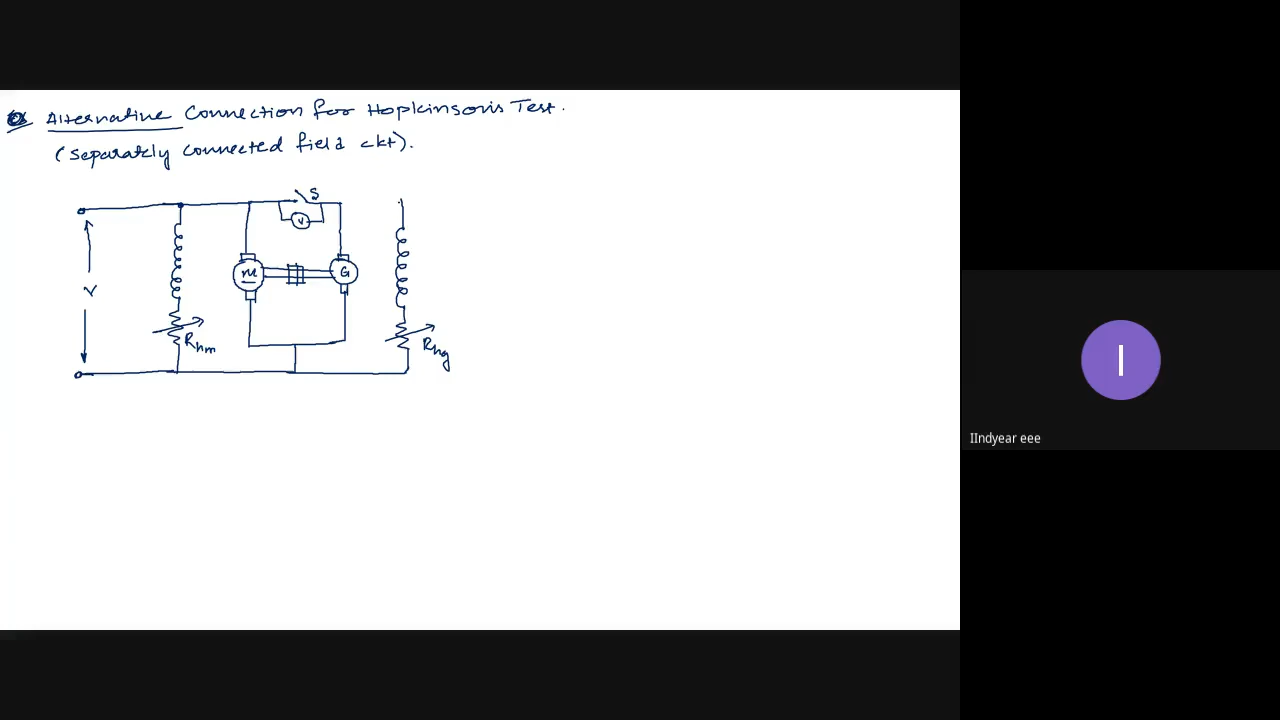 Alternative Connection for Hopkinson's Test.
(Separately connected field ckt).
S
V
V
M
G
Rhm
Rhg
I
IIndyear eee